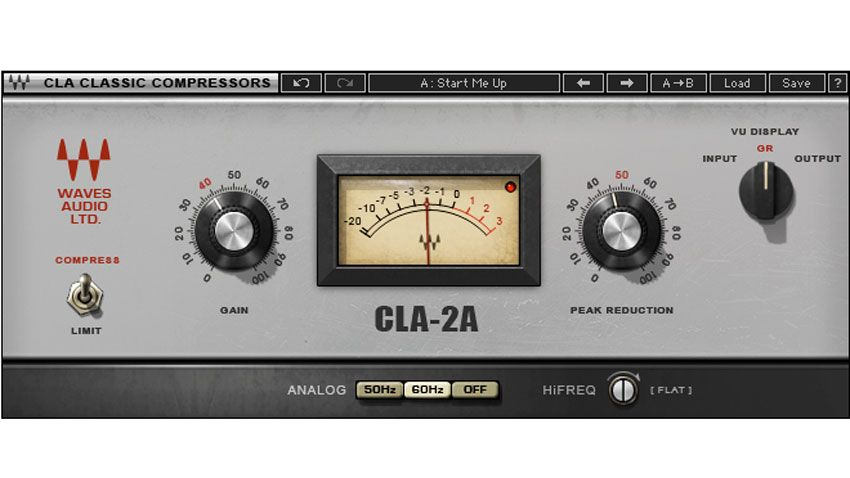 CLA CLASSIC COMPRESSORS
A: Start Me Up
A→B
Load
Save
?
WAVES
AUDIO
LTD.
COMPRESS
LIMIT
0 10 20 30 40 50 60 70 80 90 100
GAIN
-20 -10 -7 -5 -3 -2 -1 0 1 2 3
CLA-2A
0 10 20 30 40 50 60 70 80 90 100
PEAK REDUCTION
VU DISPLAY
INPUT GR OUTPUT
ANALOG 50Hz 60Hz OFF
HiFREQ [ FLAT ]